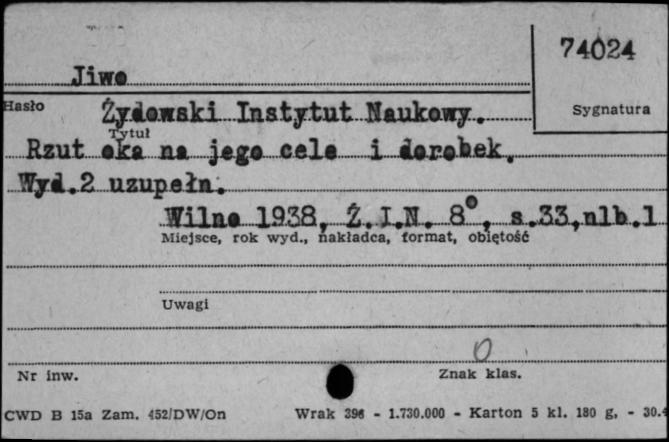 74024
Jiwo
Hasło
Sygnatura
Żydowski Instytut Naukowy.
Tytuł
Rzut oka na jego cele i dorobek.
Wyd.2 uzupełn.
Wilno 1938, Ż.I.N. 8°, s.33,nlb.1
Miejsce, rok wyd., nakładca, format, objętość
Uwagi
0
Nr inw.
Znak klas.
CWD B 15a Zam. 452/DW/On Wrak 396 - 1.730.000 - Karton 5 kl. 180 g, - 30.4